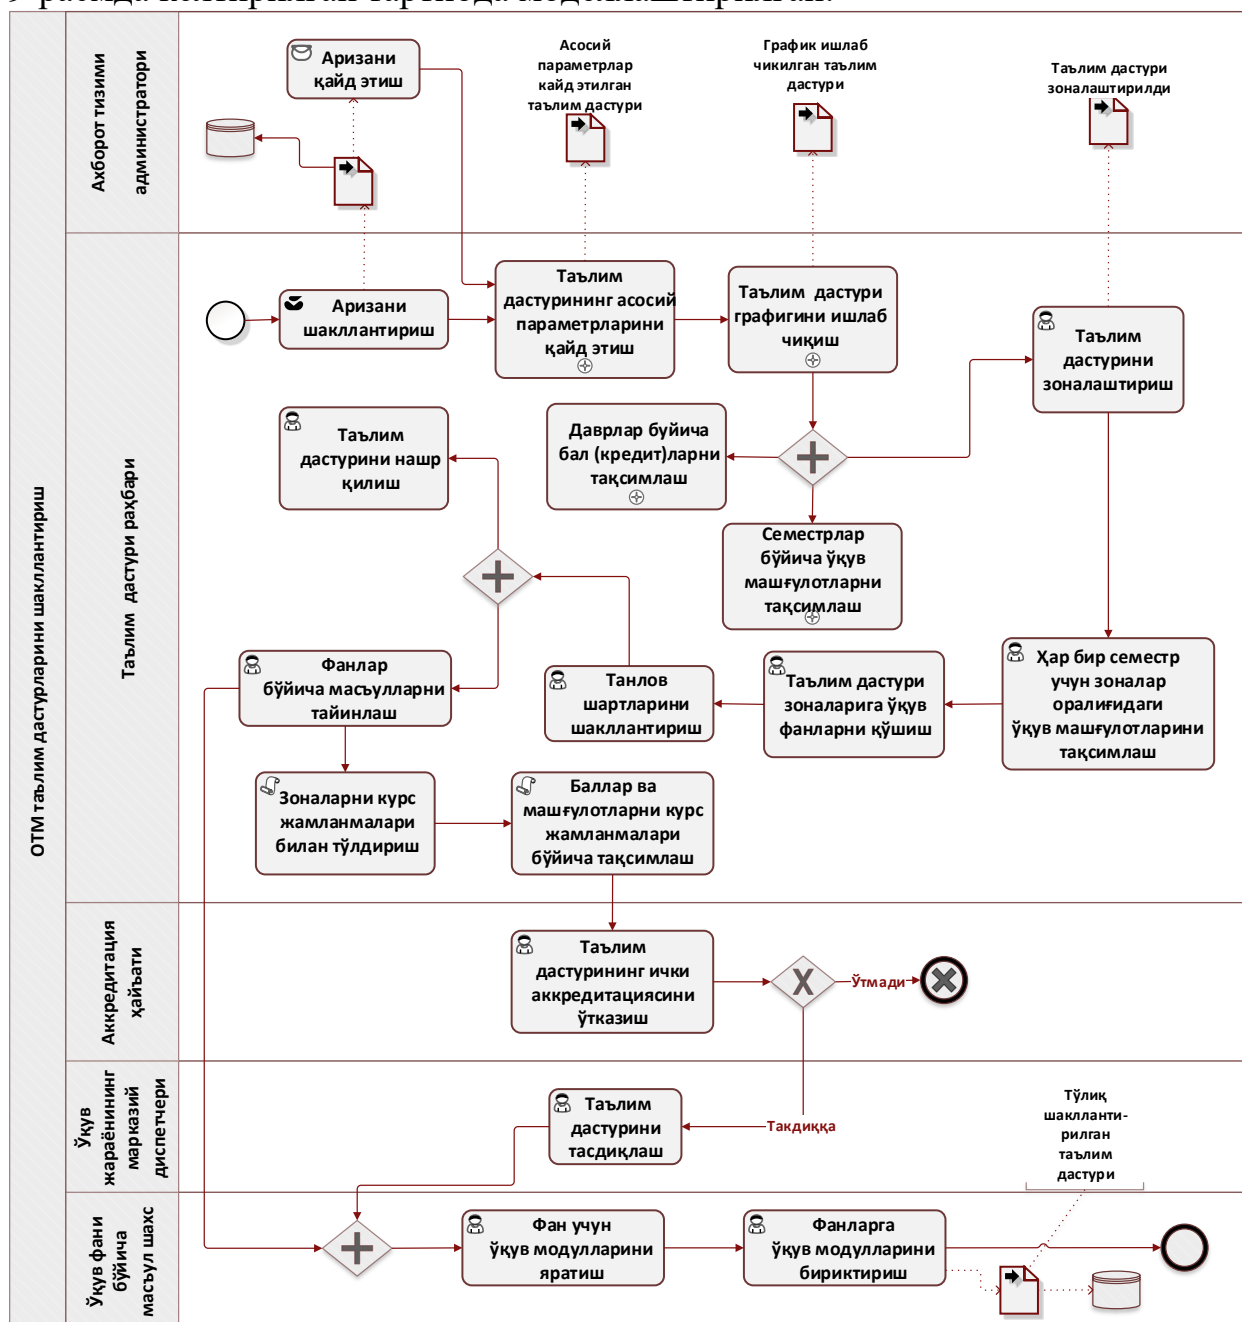 Аризани
қайд этиш
Асосий
параметрлар
кайд этилган
таълим дастури
График ишлаб
чикилган таълим
дастури
Таълим дастури
зоналаштирилди
Ахборот тизими
администратори
ОТМ таълим дастурларини шакллантириш
Таълим дастури раҳбари
Аризани
шакллантириш
Таълим
дастурининг асосий
параметрларини
қайд этиш
Таълим дастури
графигини ишлаб
чиқиш
Таълим
дастурини
зоналаштириш
Таълим
дастурини нашр
қилиш
Даврлар буйича
бал (кредит)ларни
тақсимлаш
Семестрлар
бўйича ўқув
машғулотларни
тақсимлаш
Фанлар
бўйича масъулларни
тайинлаш
Танлов
шартларини
шакллантириш
Таълим дастури
зоналарига ўқув
фанларни қўшиш
Ҳар бир семестр
учун зоналар
оралиғидаги
ўқув машғулотларини
тақсимлаш
Зоналарни курс
жамланмалари
билан тўлдириш
Баллар ва
машғулотларни курс
жамланмалари
бўйича тақсимлаш
Аккредитация
ҳайъати
Таълим
дастурининг ички
аккредитациясини
ўтказиш
Ўтмади
Ўқув
жараёнининг
марказий
диспетчери
Таълим
дастурини
тасдиқлаш
Такдиққа
Тўлиқ
шакллантири-
рилган
таълим
дастури
Ўқув фани
бўйича
масъул шахс
Фан учун
ўқув модулларини
яратиш
Фанларга
ўқув модулларини
бириктириш